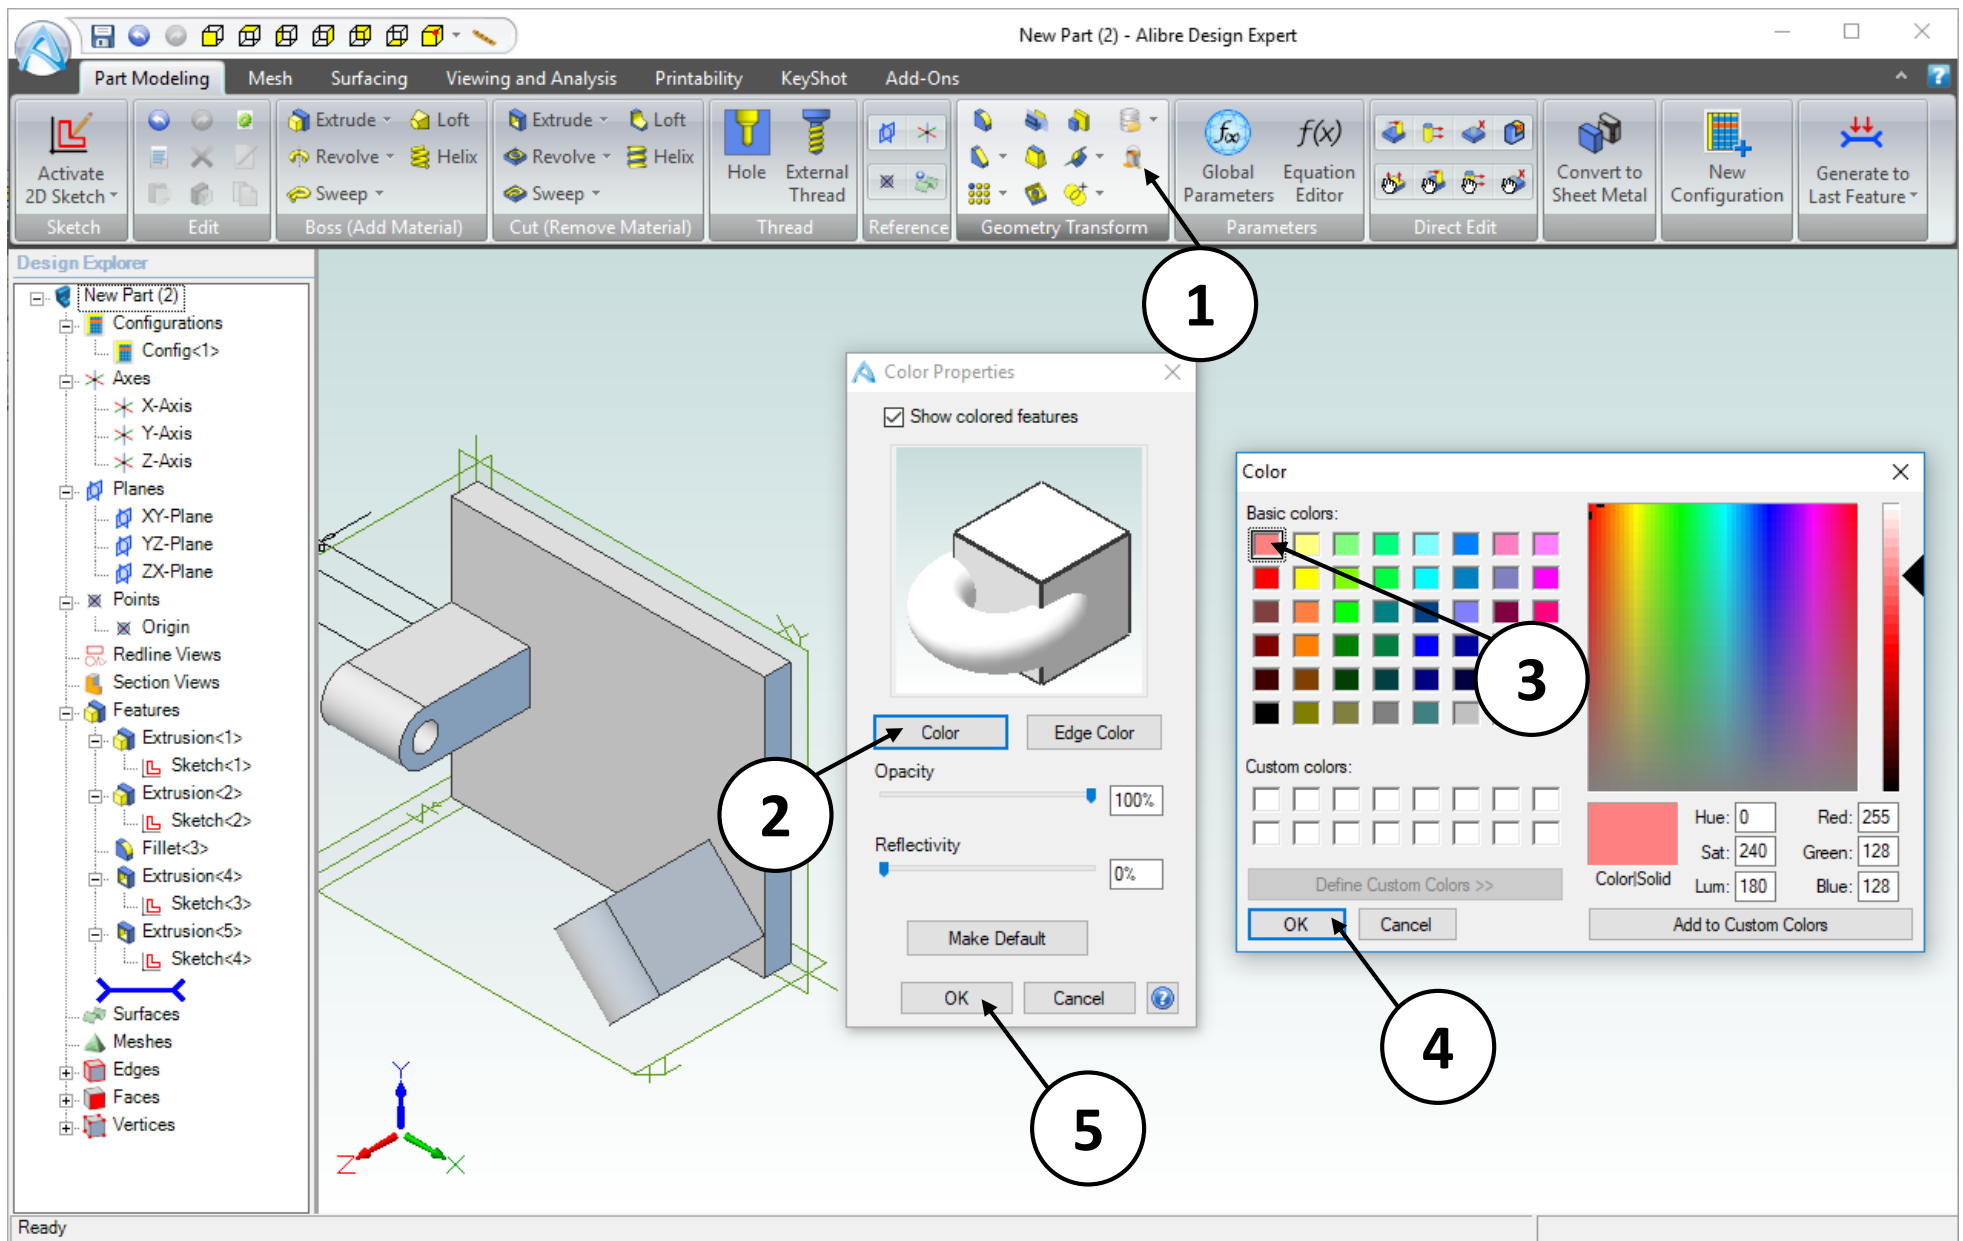 New Part (2) - Alibre Design Expert
Part Modeling Mesh Surfacing Viewing and Analysis Printability KeyShot Add-Ons
Activate
2D Sketch
Sketch
Edit
Extrude Loft
Revolve Helix
Sweep
Boss (Add Material)
Extrude Loft
Revolve Helix
Sweep
Cut (Remove Material)
Hole
External
Thread
Thread
Reference
Geometry Transform
f(x)
Global
Parameters
f(x)
Equation
Editor
Parameters
Direct Edit
Convert to
Sheet Metal
New
Configuration
Generate to
Last Feature
Design Explorer
New Part (2)
Configurations
Config<1>
Axes
X-Axis
Y-Axis
Z-Axis
Planes
XY-Plane
YZ-Plane
ZX-Plane
Points
Origin
Redline Views
Section Views
Features
Extrusion<1>
Sketch<1>
Extrusion<2>
Sketch<2>
Fillet<3>
Extrusion<4>
Sketch<3>
Extrusion<5>
Sketch<4>
Surfaces
Meshes
Edges
Faces
Vertices
Y
Z
X
1
Color Properties
Show colored features
Color Edge Color
Opacity
100%
Reflectivity
0%
Make Default
OK Cancel ?
2
5
Color
Basic colors:
3
Custom colors:
Define Custom Colors >>
OK Cancel
Color|Solid
Hue: 0 Red: 255
Sat: 240 Green: 128
Lum: 180 Blue: 128
Add to Custom Colors
4
Ready